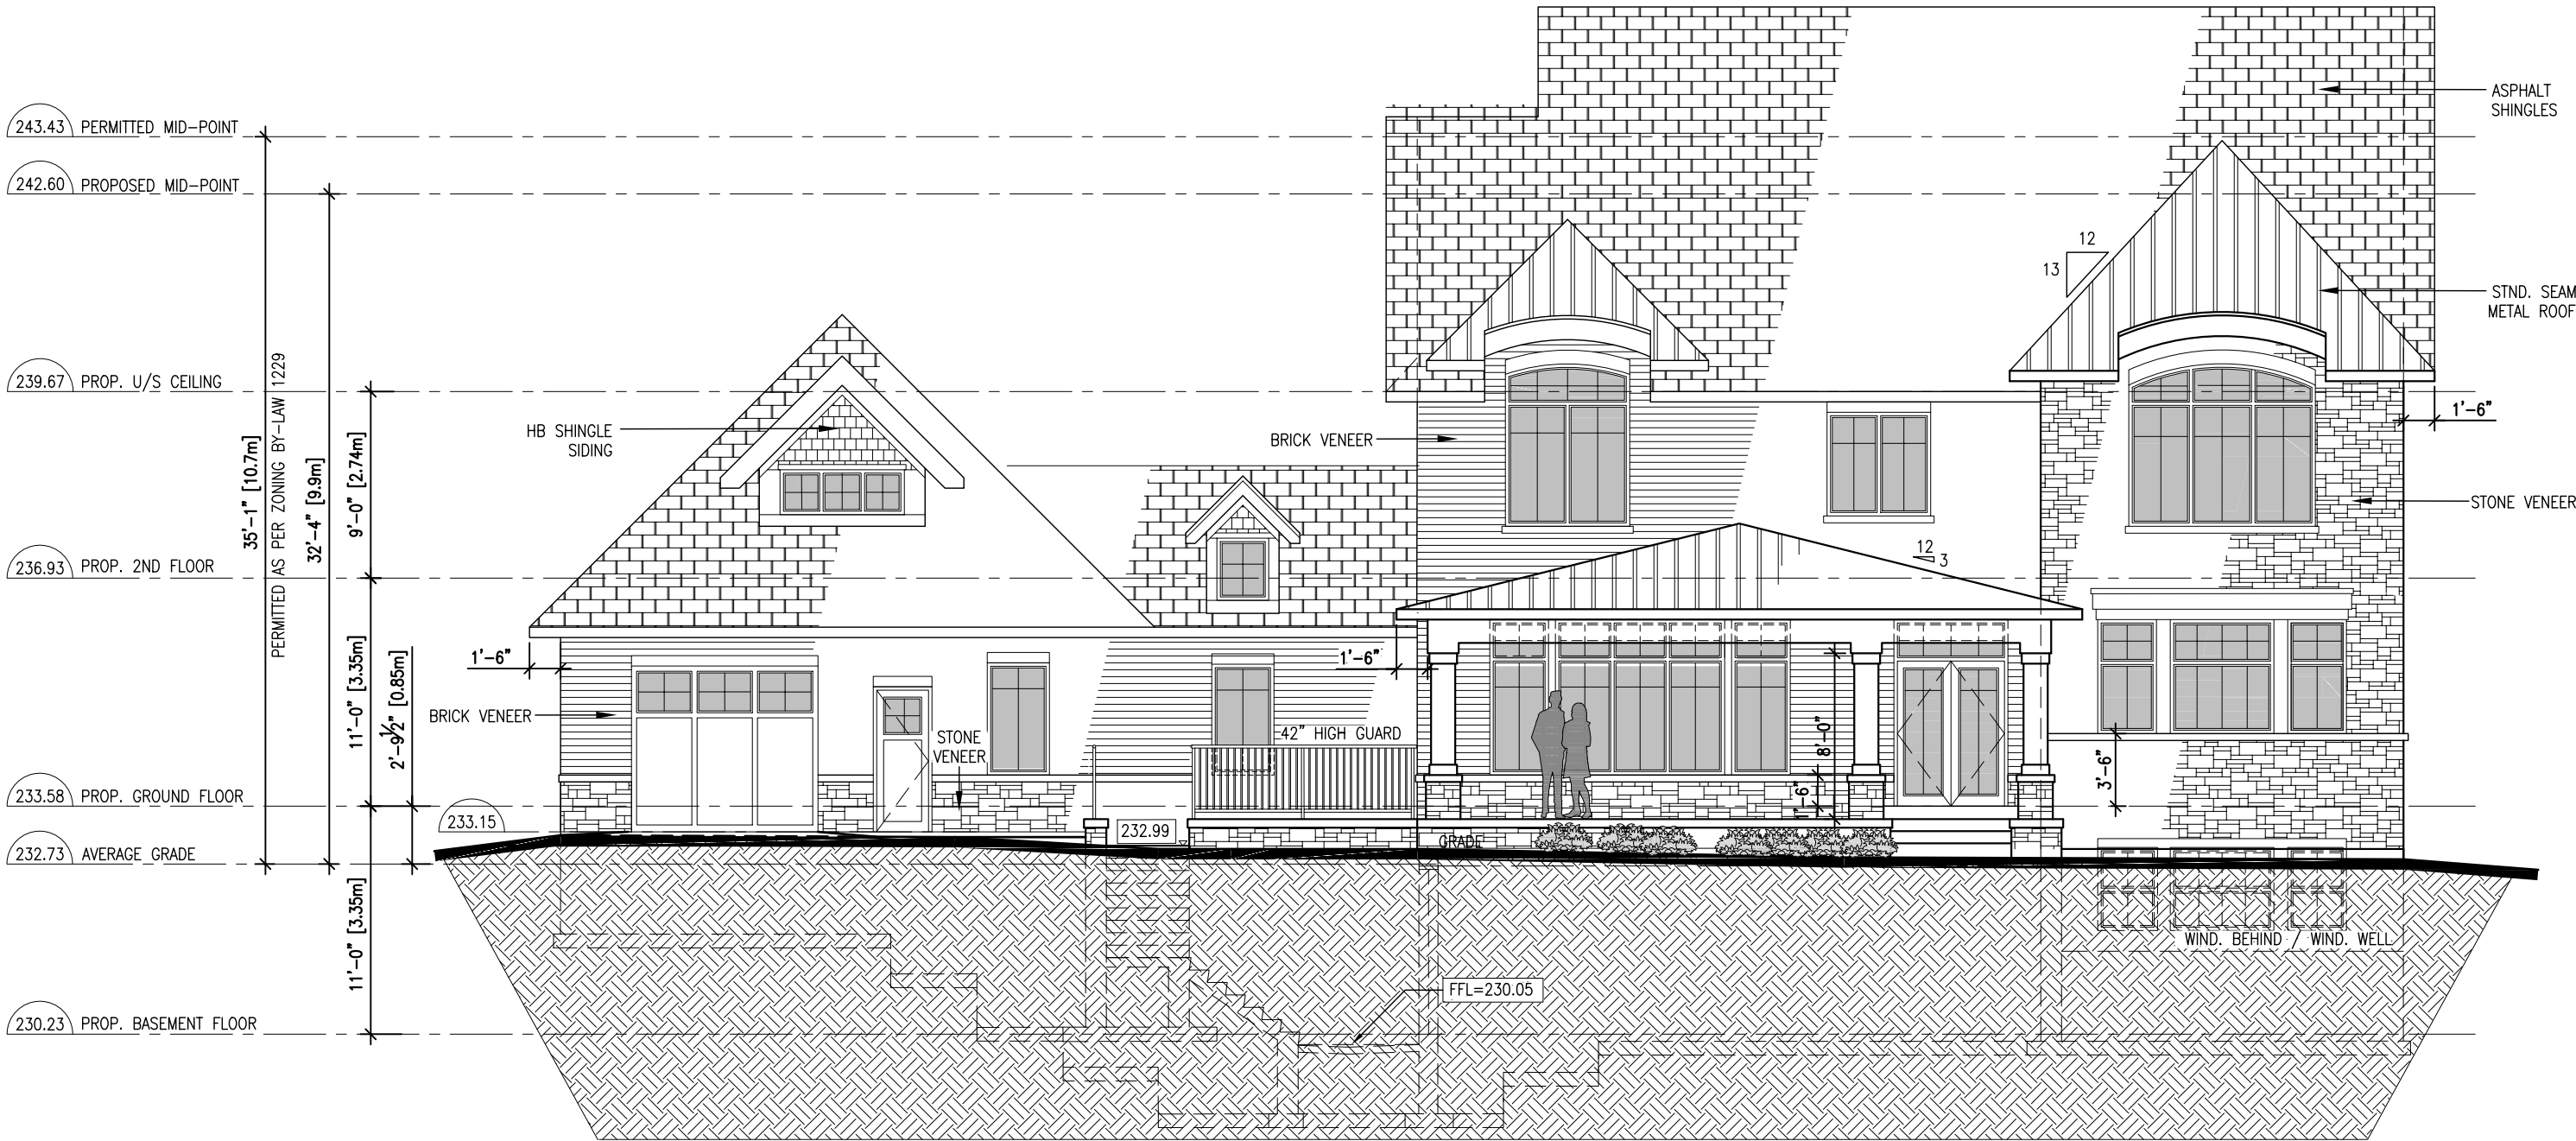 243.43 PERMITTED MID-POINT
242.60 PROPOSED MID-POINT
239.67 PROP. U/S CEILING
236.93 PROP. 2ND FLOOR
233.58 PROP. GROUND FLOOR
232.73 AVERAGE GRADE
230.23 PROP. BASEMENT FLOOR
35'-1" [10.7m]
PERMITTED AS PER ZONING BY-LAW 1229
32'-4" [9.9m]
9'-0" [2.74m]
11'-0" [3.35m]
2'-9 1/2" [0.85m]
11'-0" [3.35m]
233.15
HB SHINGLE
SIDING
1'-6"
BRICK VENEER
STONE
VENEER
232.99
42" HIGH GUARD
BRICK VENEER
1'-6"
GRADE
FFL=230.05
12
3
8'-0"
1'-6"
12
13
3'-6"
WIND. BEHIND / WIND. WELL
ASPHALT
SHINGLES
STND. SEAM
METAL ROOF
1'-6"
STONE VENEER